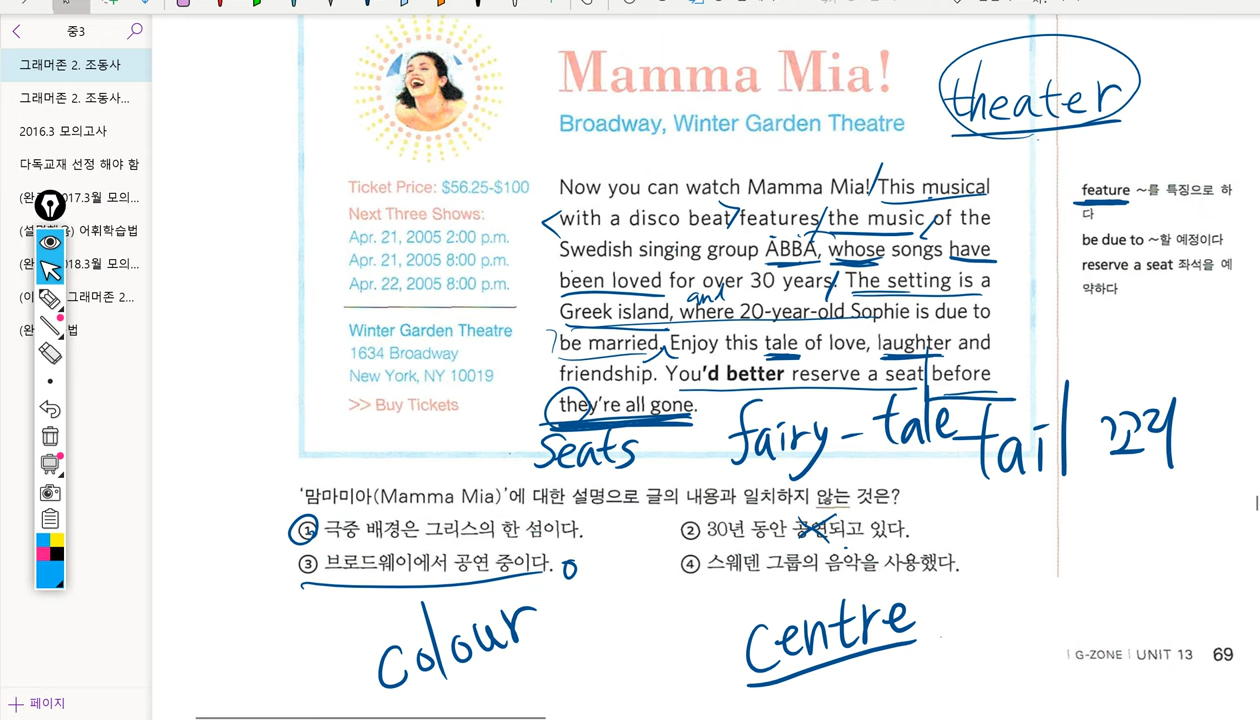 중3
그래머존 2. 조동사
그래머존 2. 조동사...
2016.3 모의고사
다독교재 선정 해야 함
2017.3월 모의...
어휘학습법
2018.3월 모의...
그래머존 2...
법
페이지
Mamma Mia!
theater
Broadway, Winter Garden Theatre
Ticket Price: $56.25-$100
Next Three Shows:
Apr. 21, 2005 2:00 p.m.
Apr. 21, 2005 8:00 p.m.
Apr. 22, 2005 8:00 p.m.
Winter Garden Theatre
1634 Broadway
New York, NY 10019
>> Buy Tickets
Now you can watch Mamma Mia! This musical
with a disco beat features the music of the
Swedish singing group ABBA, whose songs have
been loved for over 30 years. The setting is a
and
Greek island, where 20-year-old Sophie is due to
be married. Enjoy this tale of love, laughter and
friendship. You'd better reserve a seat before
they're all gone.
seats
fairy-tale
tail 꼬리
feature ~를 특징으로 하
다
be due to ~할 예정이다
reserve a seat 좌석을 예
약하다
'맘마미아(Mamma Mia)'에 대한 설명으로 글의 내용과 일치하지 않는 것은?
① 극중 배경은 그리스의 한 섬이다.
② 30년 동안 공연되고 있다.
③ 브로드웨이에서 공연 중이다.
④ 스웨덴 그룹의 음악을 사용했다.
colour
centre
G-ZONE UNIT 13 69